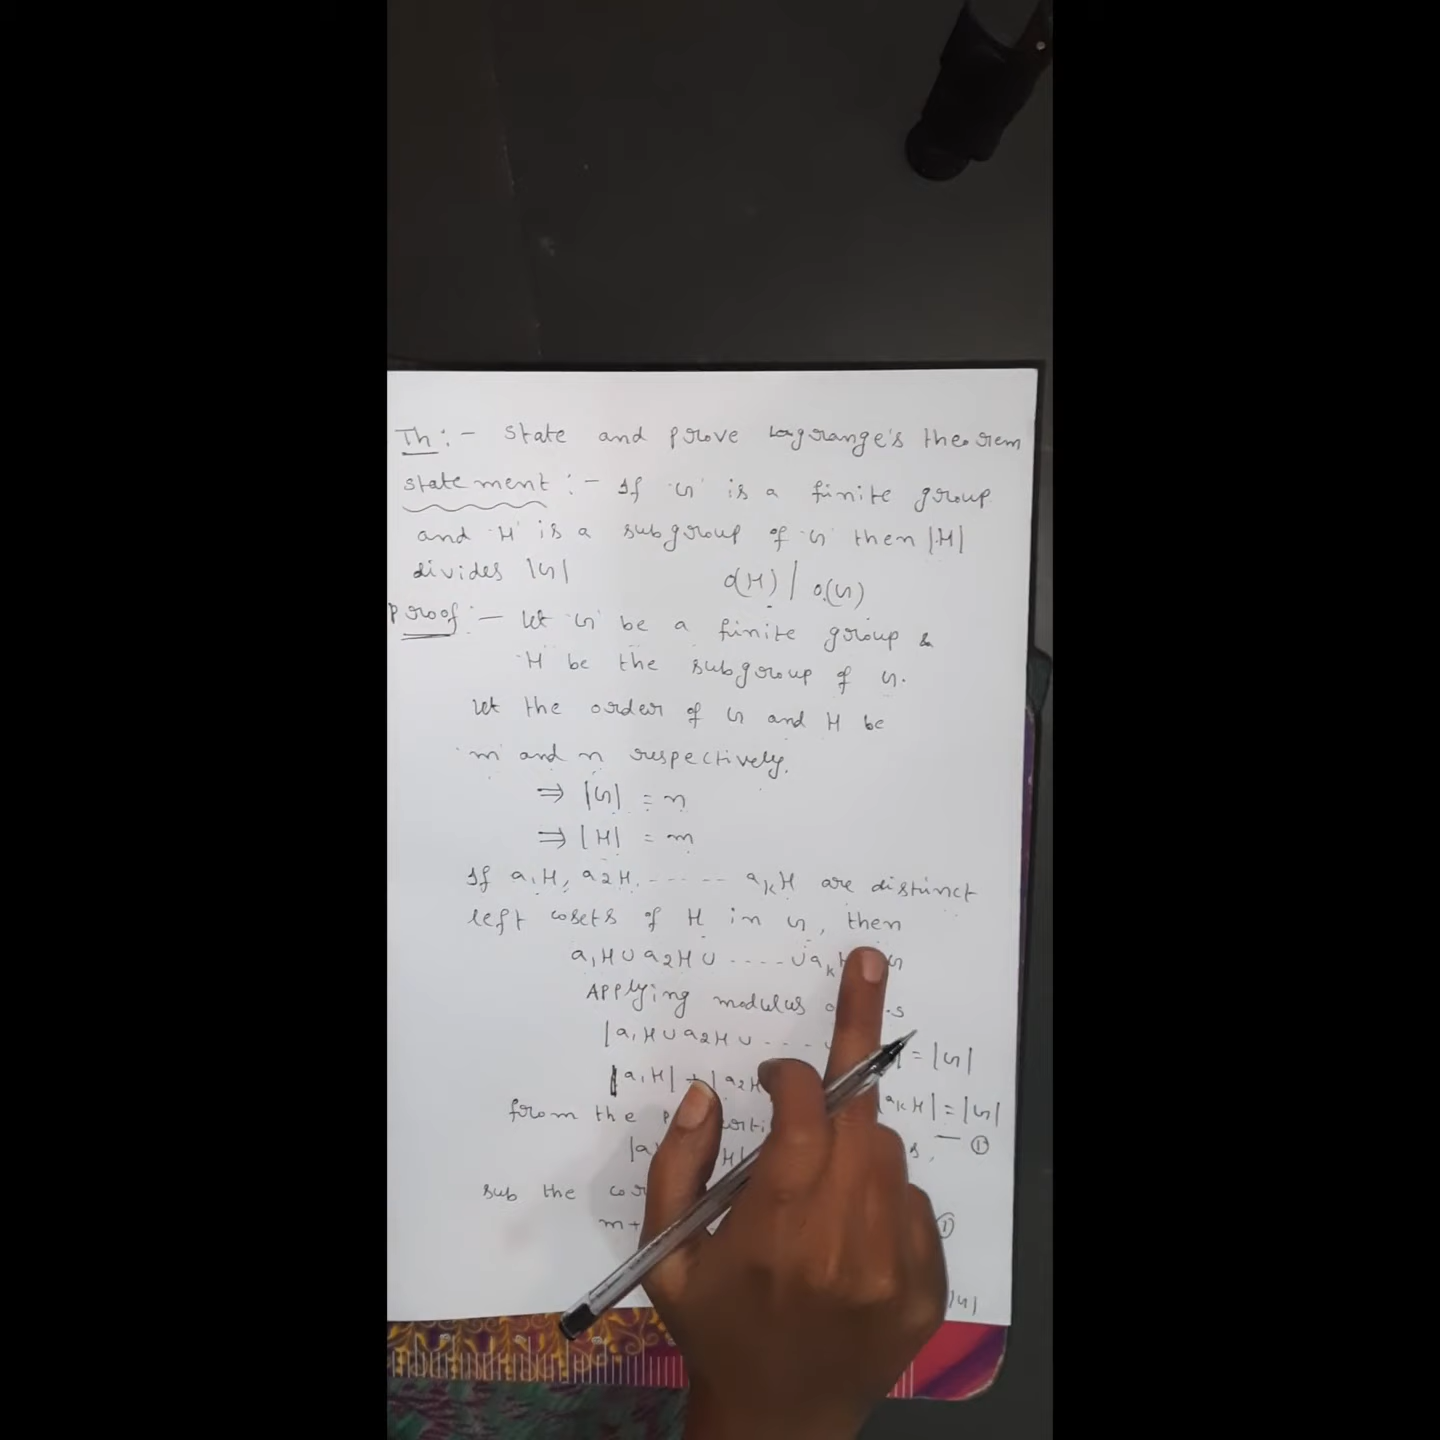 Th :- State and prove Lagrange's theorem
Statement :- If 'G' is a finite group
and 'H' is a subgroup of 'G' then |H|
divides |G| o(H) | o(G)
Proof :- Let 'G' be a finite group &
'H' be the subgroup of G.
Let the order of G and H be
'm' and n respectively.
⇒ |G| = n
⇒ |H| = m
If a₁H, a₂H, ------ aₖH are distinct
left cosets of H in G, then
a₁H ∪ a₂H ∪ ----- ∪ aₖH G
Applying modulus
|a₁H ∪ a₂H ∪ ---- = |G|
|a₁H| + |a₂H |aₖH| = |G|
from the — ①
|a H|
sub the ①
m+
|G|